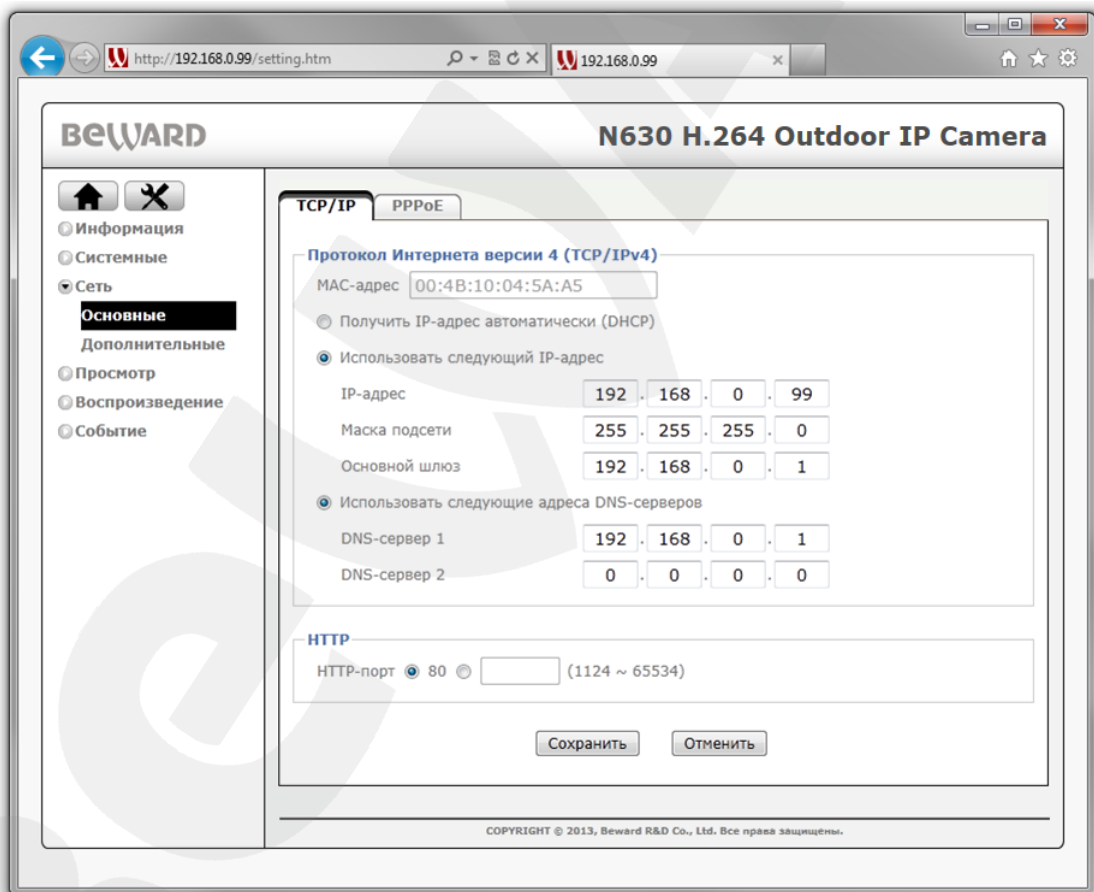 http://192.168.0.99/setting.htm
192.168.0.99
BEWARD
N630 H.264 Outdoor IP Camera
Информация
Системные
Сеть
Основные
Дополнительные
Просмотр
Воспроизведение
Событие
TCP/IP PPPoE
Протокол Интернета версии 4 (TCP/IPv4)
MAC-адрес 00:4B:10:04:5A:A5
Получить IP-адрес автоматически (DHCP)
Использовать следующий IP-адрес
IP-адрес 192 . 168 . 0 . 99
Маска подсети 255 . 255 . 255 . 0
Основной шлюз 192 . 168 . 0 . 1
Использовать следующие адреса DNS-серверов
DNS-сервер 1 192 . 168 . 0 . 1
DNS-сервер 2 0 . 0 . 0 . 0
HTTP
HTTP-порт 80 (1124 ~ 65534)
Сохранить Отменить
COPYRIGHT © 2013, Beward R&D Co., Ltd. Все права защищены.